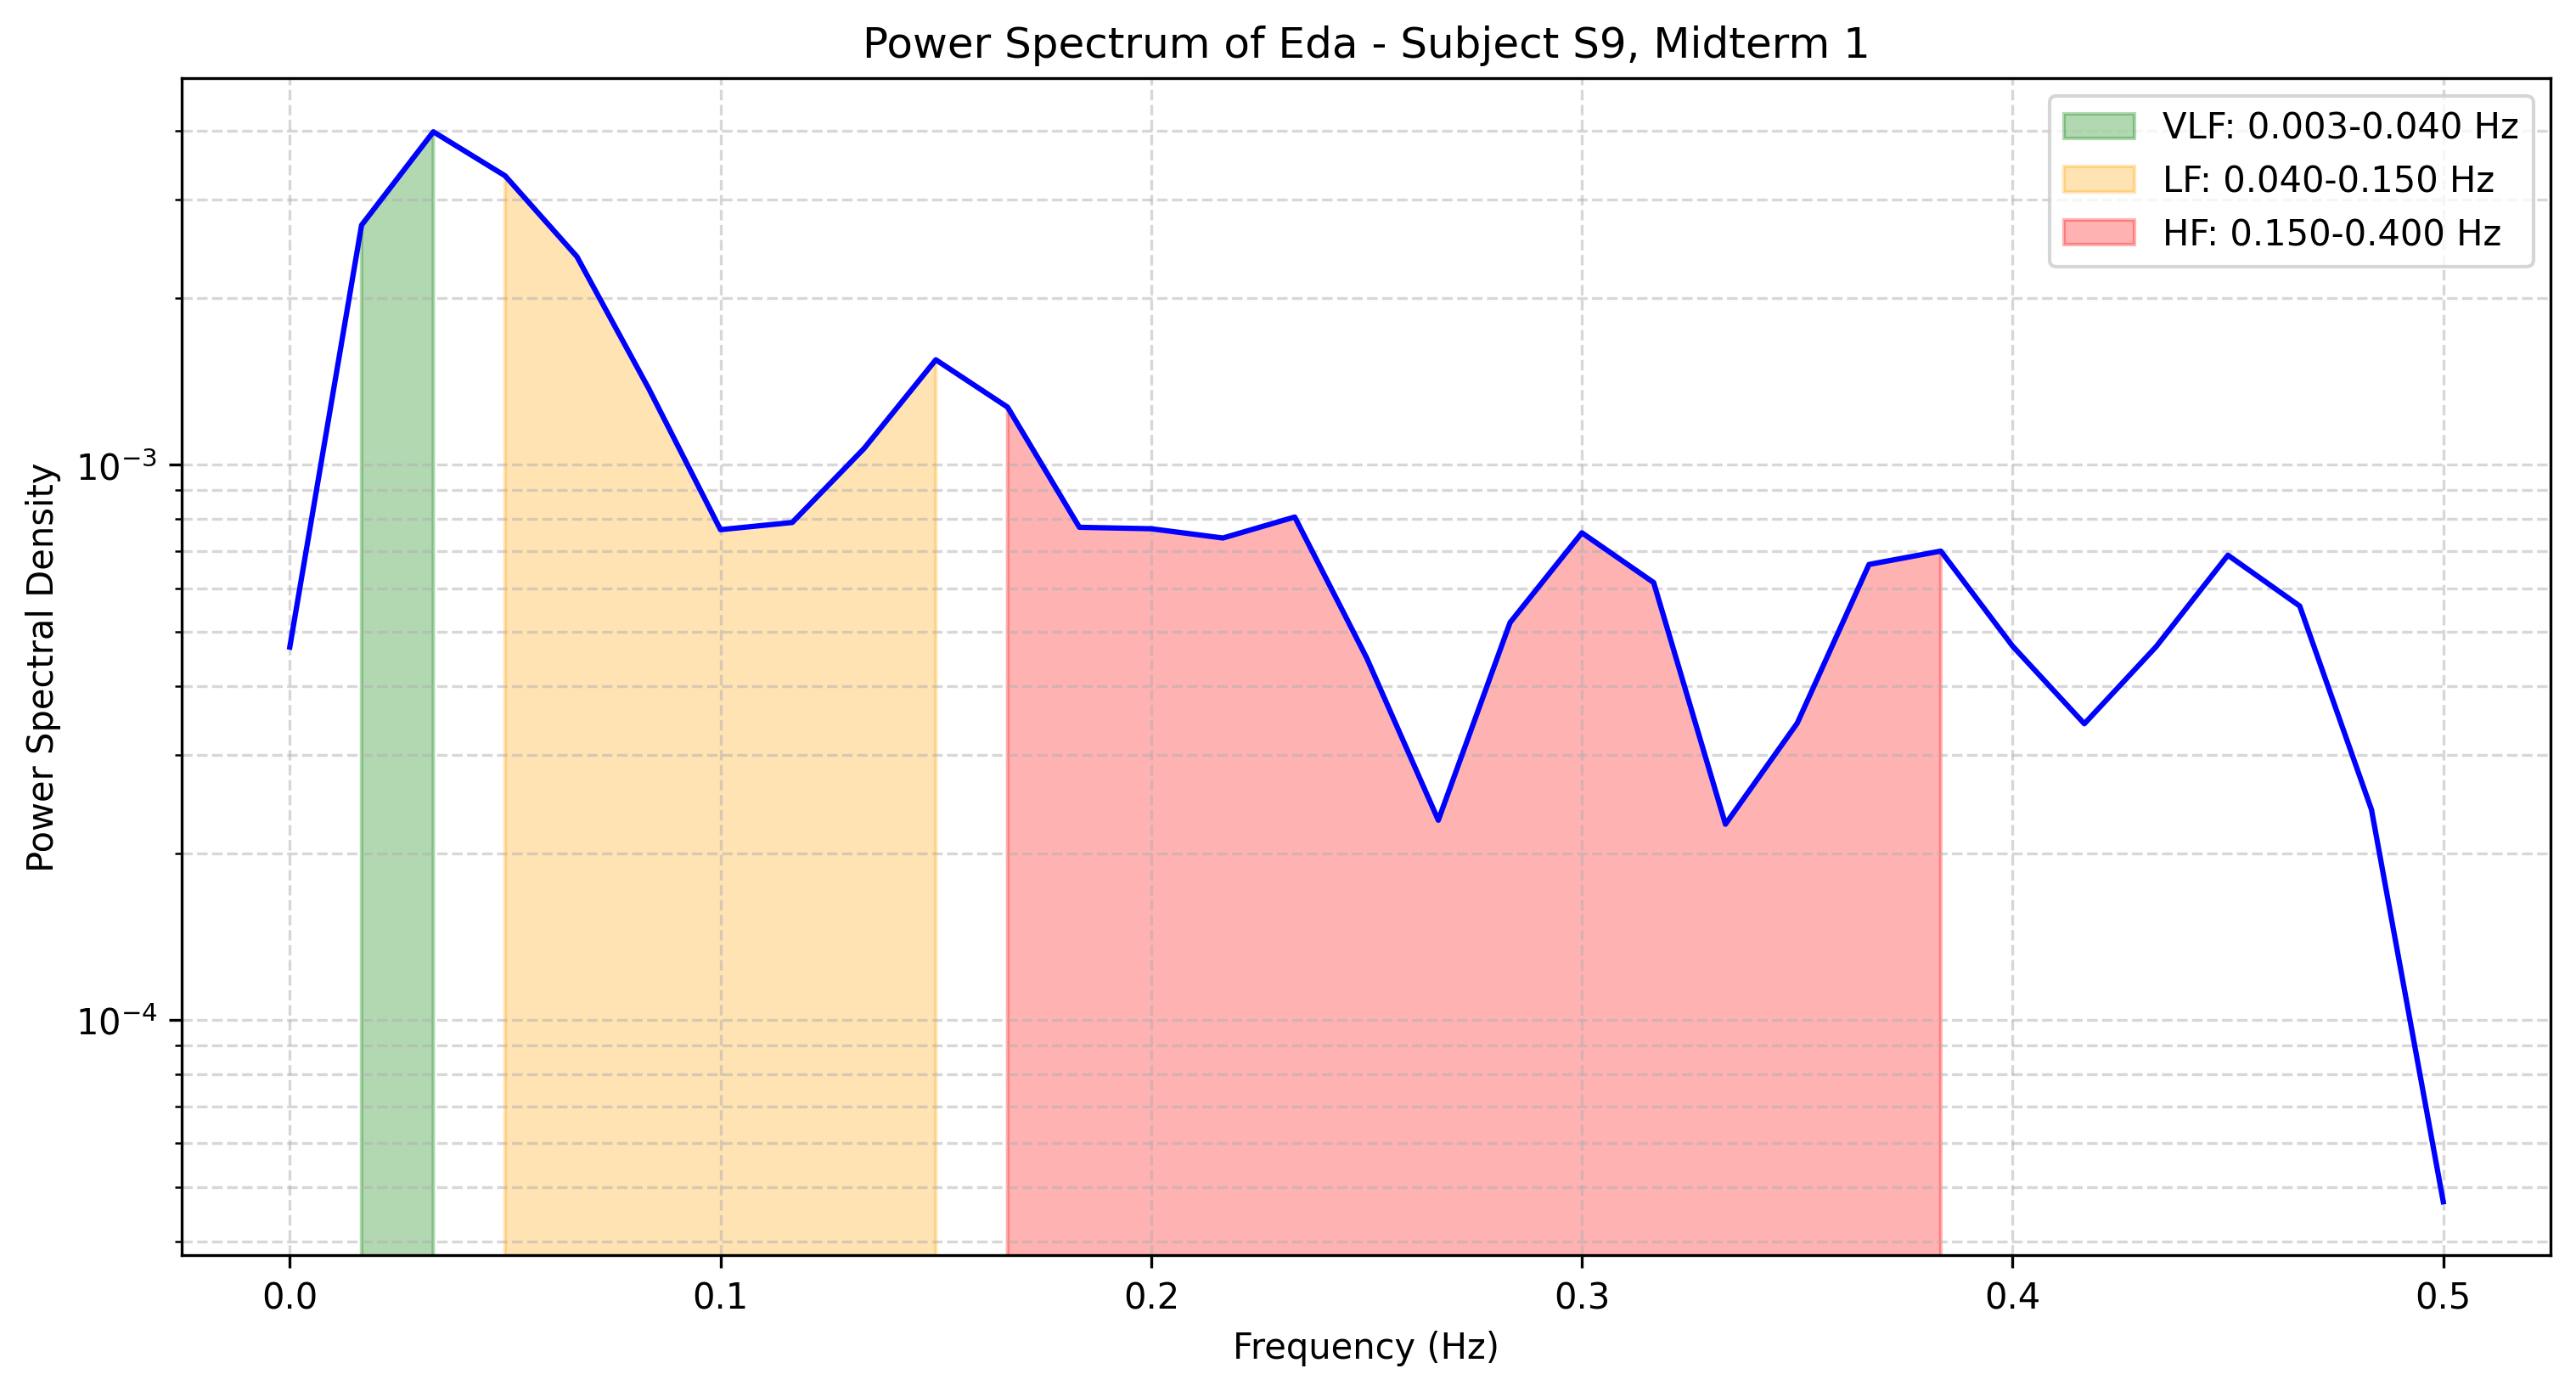 Power Spectrum of Eda - Subject S9, Midterm 1
VLF: 0.003-0.040 Hz
LF: 0.040-0.150 Hz
HF: 0.150-0.400 Hz
Power Spectral Density
10⁻³
10⁻⁴
0.0 0.1 0.2 0.3 0.4 0.5
Frequency (Hz)